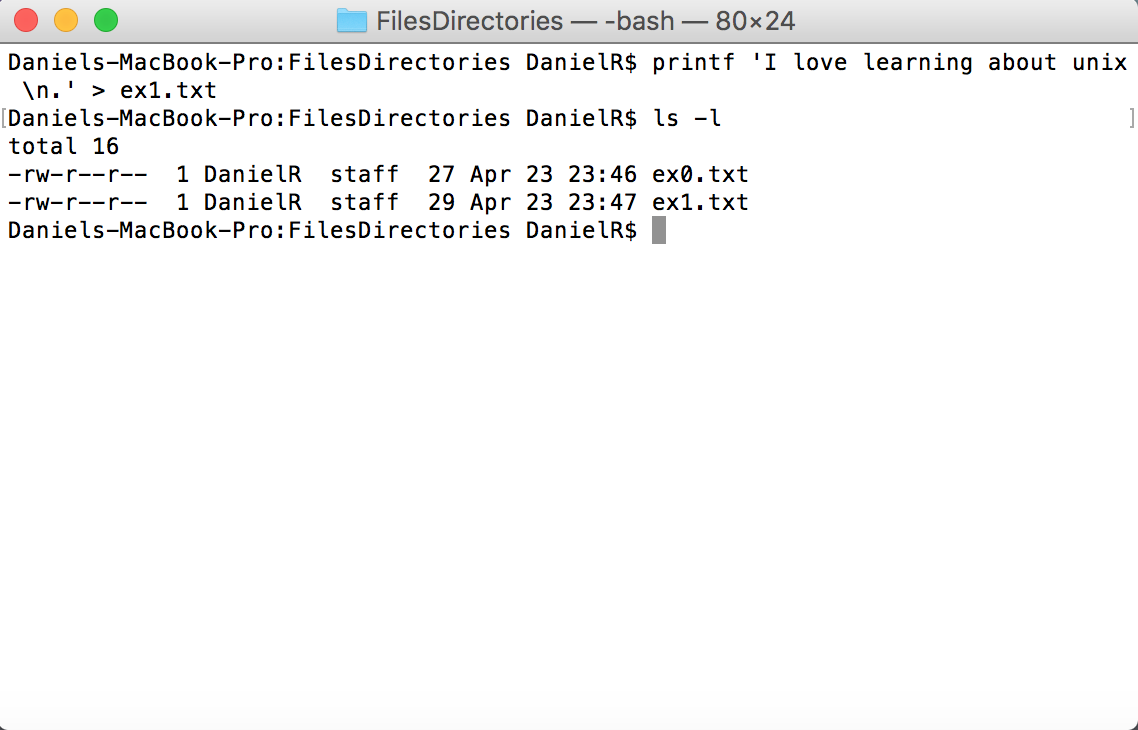 FilesDirectories — -bash — 80×24
Daniels-MacBook-Pro:FilesDirectories DanielR$ printf 'I love learning about unix
 \n.' > ex1.txt
[Daniels-MacBook-Pro:FilesDirectories DanielR$ ls -l ]
total 16
-rw-r--r--  1 DanielR  staff  27 Apr 23 23:46 ex0.txt
-rw-r--r--  1 DanielR  staff  29 Apr 23 23:47 ex1.txt
Daniels-MacBook-Pro:FilesDirectories DanielR$